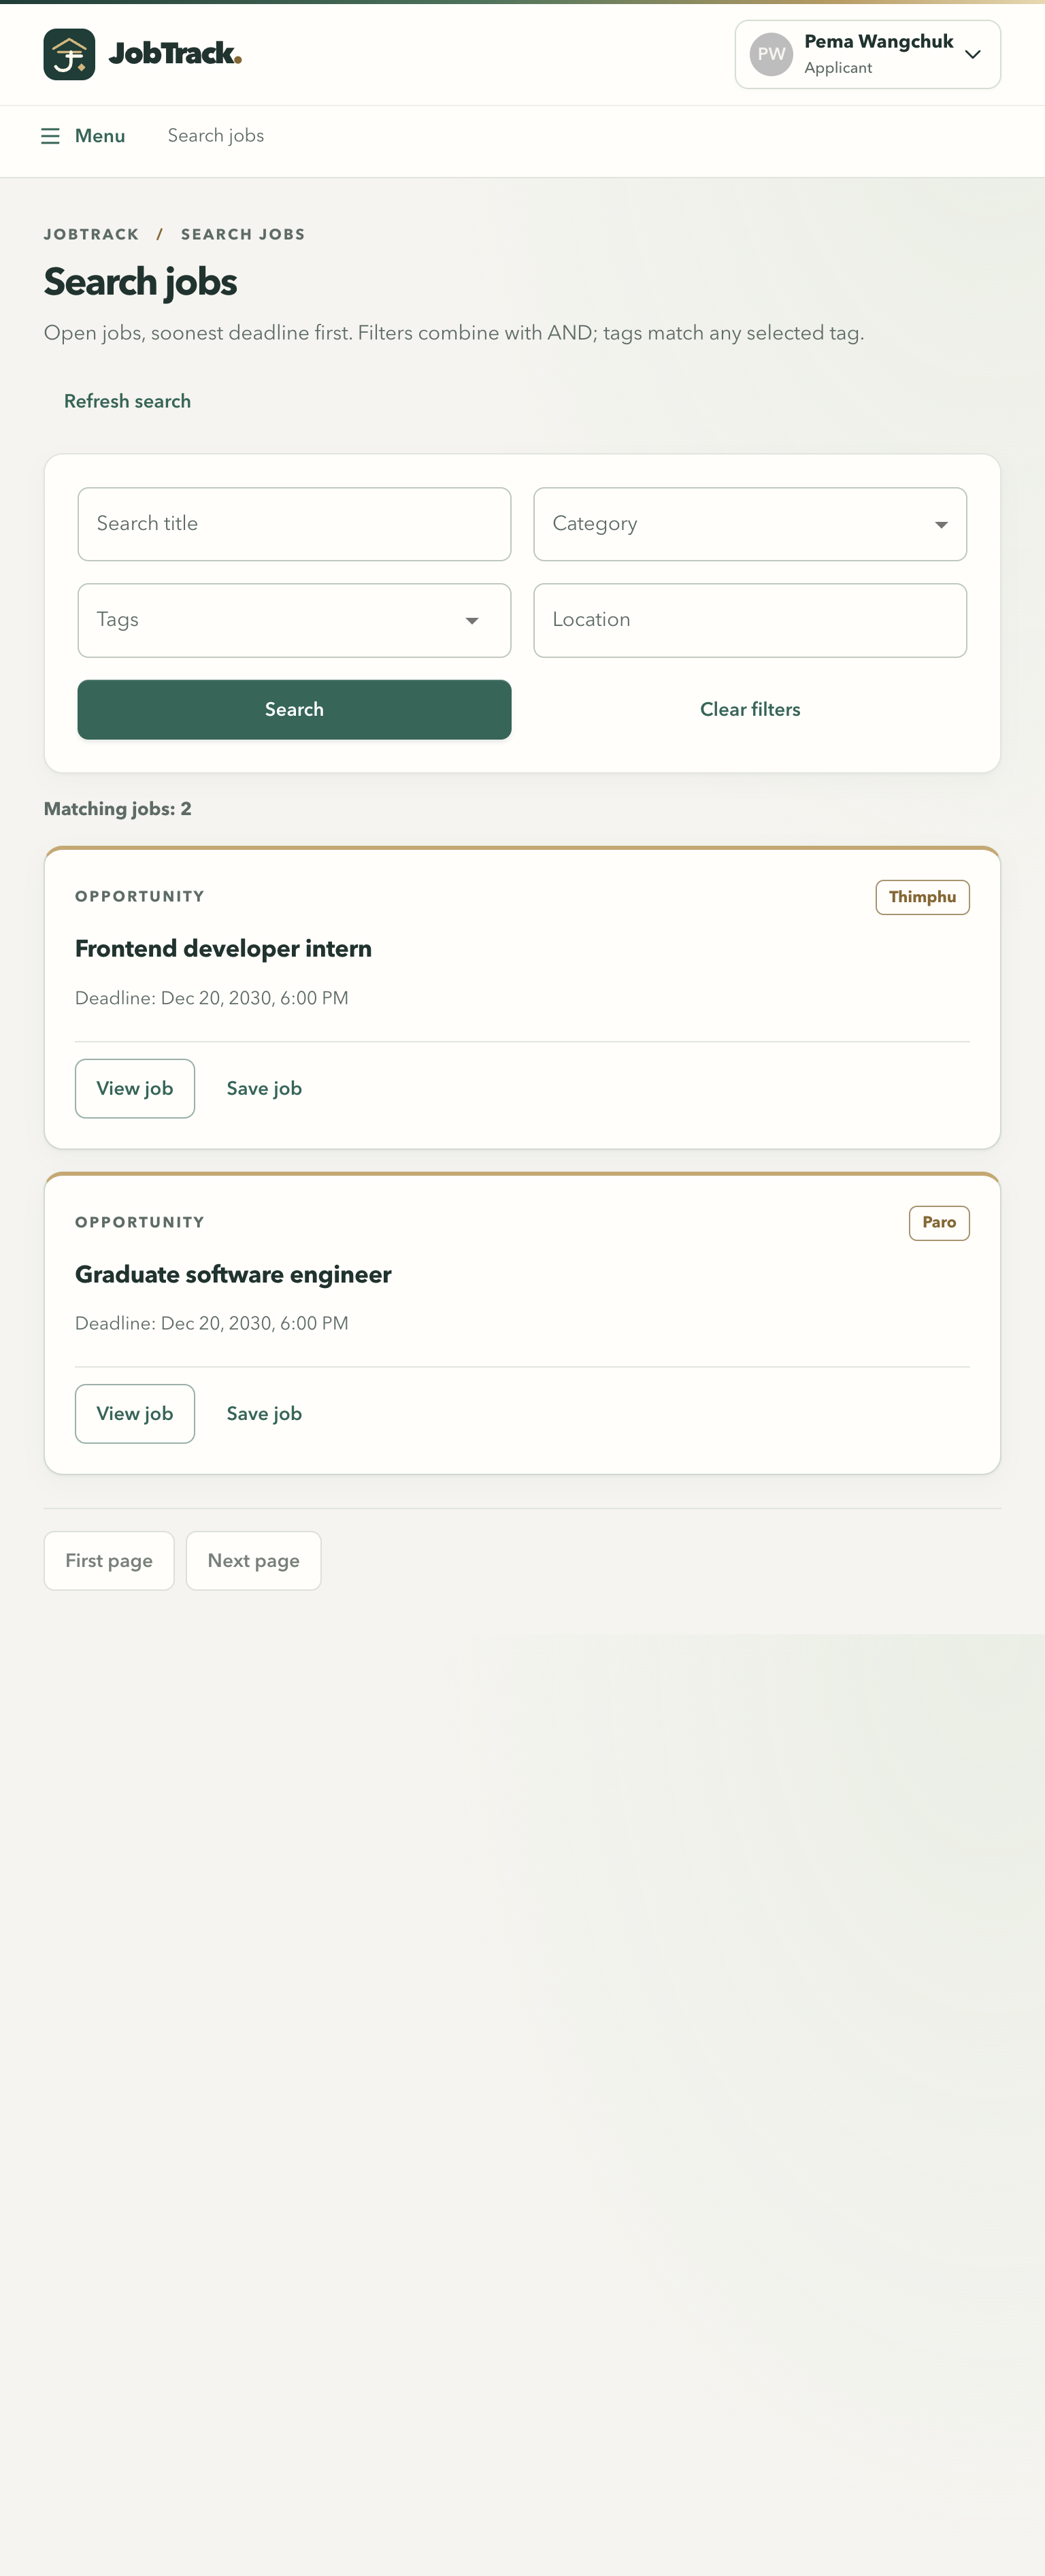 JobTrack.
PW
Pema Wangchuk
Applicant
Menu
Search jobs
JOBTRACK / SEARCH JOBS
Search jobs
Open jobs, soonest deadline first. Filters combine with AND; tags match any selected tag.
Refresh search
Search title
Category
Tags
Location
Search
Clear filters
Matching jobs: 2
OPPORTUNITY
Thimphu
Frontend developer intern
Deadline: Dec 20, 2030, 6:00 PM
View job
Save job
OPPORTUNITY
Paro
Graduate software engineer
Deadline: Dec 20, 2030, 6:00 PM
View job
Save job
First page
Next page